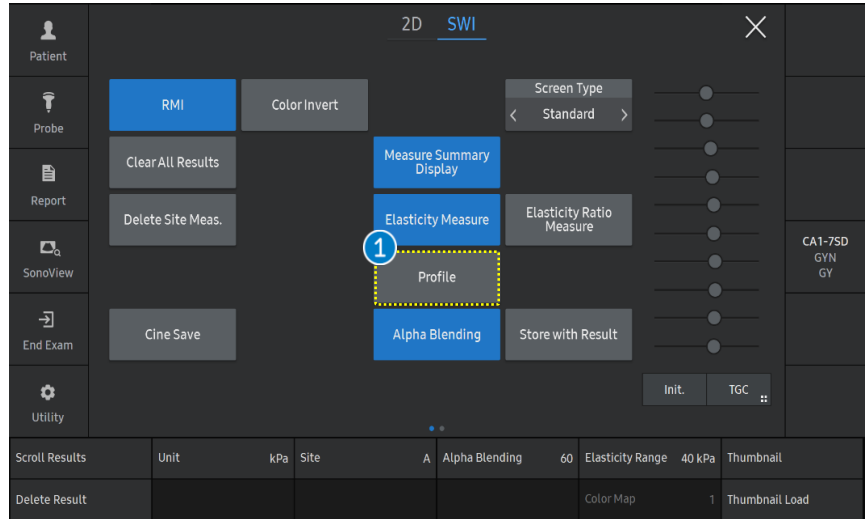 2D SWI
Patient
Probe
Report
SonoView
End Exam
Utility
RMI
Color Invert
Screen Type
< Standard >
Clear All Results
Measure Summary
Display
Delete Site Meas.
Elasticity Measure
Elasticity Ratio
Measure
1
Profile
Cine Save
Alpha Blending
Store with Result
Init.
TGC
CA1-7SD
GYN
GY
Scroll Results
Unit kPa
Site A
Alpha Blending 60
Elasticity Range 40 kPa
Thumbnail
Delete Result
Color Map 1
Thumbnail Load